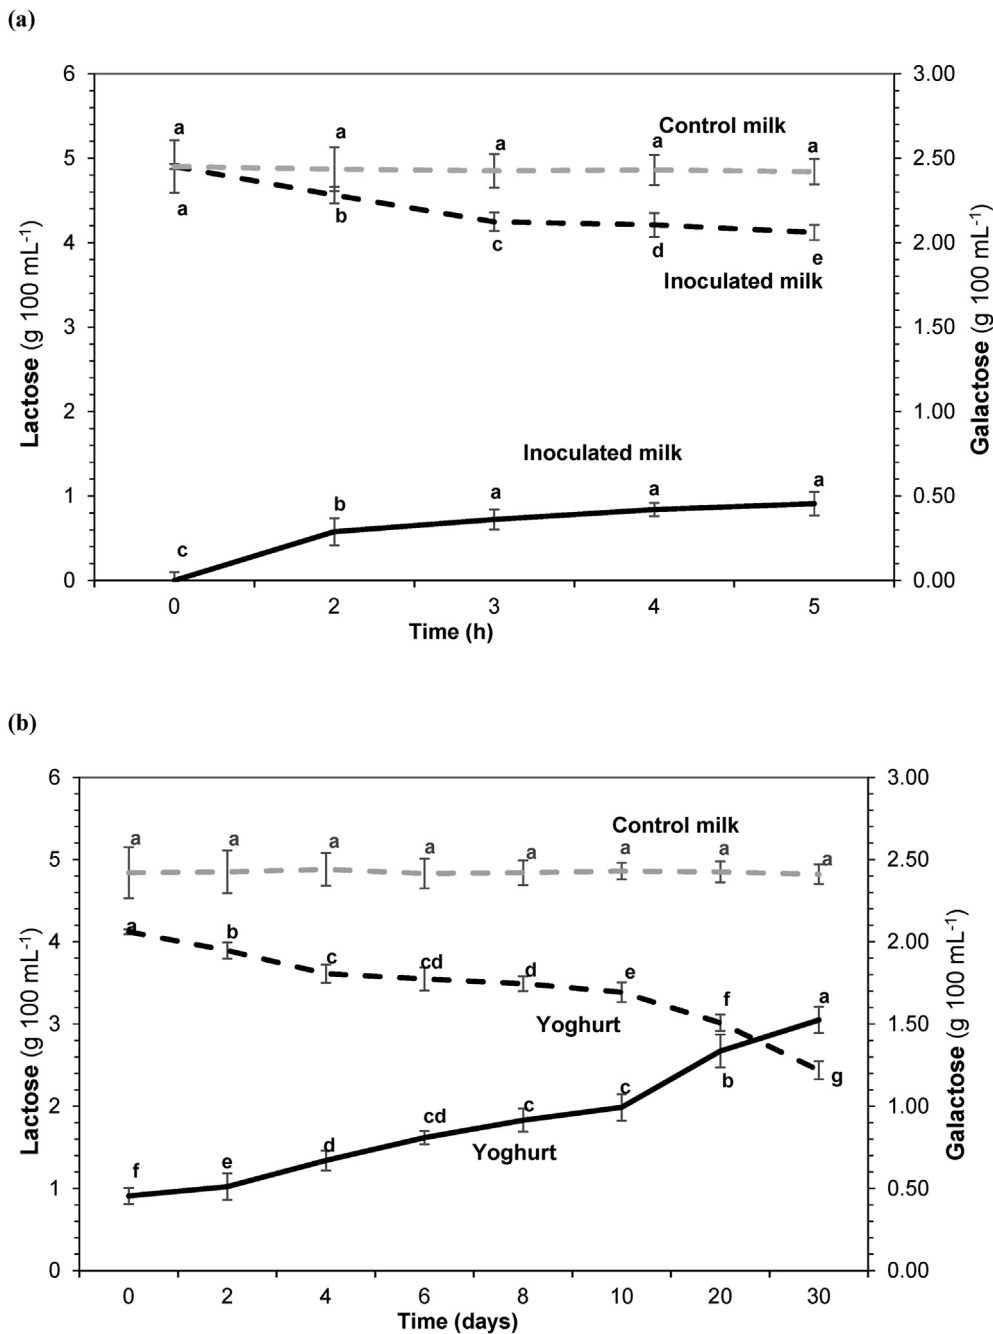 (a)
6
5
4
3
2
1
0
Lactose (g 100 mL-1)
3.00
2.50
2.00
1.50
1.00
0.50
0.00
Galactose (g 100 mL-1)
Control milk
a a a a a
a b c d e
Inoculated milk
Inoculated milk
c b a a a
0 2 3 4 5
Time (h)
(b)
6
5
4
3
2
1
0
Lactose (g 100 mL-1)
3.00
2.50
2.00
1.50
1.00
0.50
0.00
Galactose (g 100 mL-1)
Control milk
a a a a a a a a
a b c cd d e f g
Yoghurt
f e d cd c c b a
Yoghurt
0 2 4 6 8 10 20 30
Time (days)